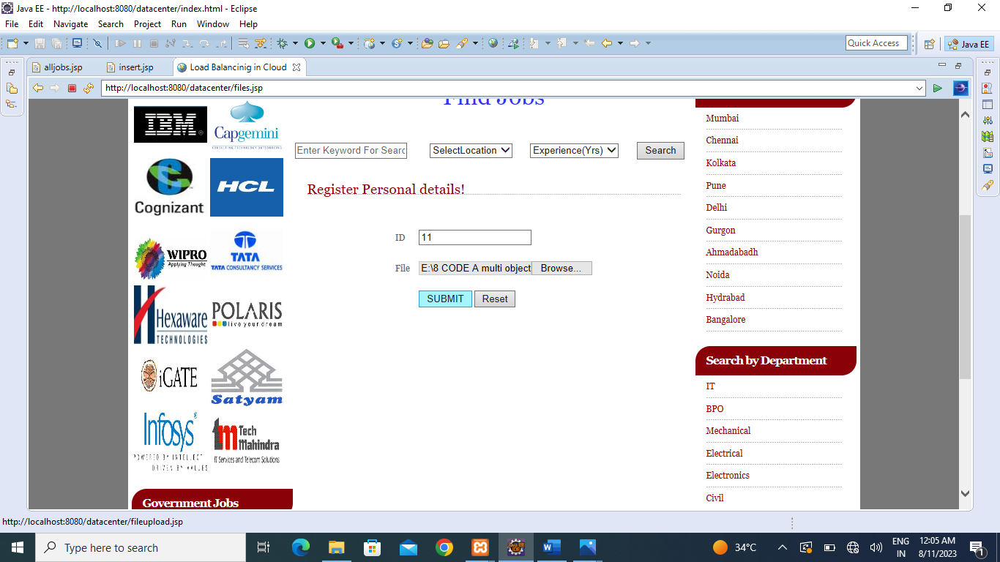 Java EE - http://localhost:8080/datacenter/index.html - Eclipse
File Edit Navigate Search Project Run Window Help
Quick Access
Java EE
alljobs.jsp
insert.jsp
Load Balancinig in Cloud
http://localhost:8080/datacenter/files.jsp
IBM
Capgemini
CONSULTING.TECHNOLOGY.OUTSOURCING
Cognizant
HCL
WIPRO
Applying Thought
TATA
TATA CONSULTANCY SERVICES
Hexaware
TECHNOLOGIES
POLARIS
live your dream
iGATE
Satyam
Infosys
POWERED BY INTELLECT
DRIVEN BY VALUES
Tech
Mahindra
IT Services and Telecom Solutions
Government Jobs
Find Jobs
Enter Keyword For Searc
SelectLocation
Experience(Yrs)
Search
Register Personal details!
ID
11
File
E:\8 CODE A multi object
Browse...
SUBMIT
Reset
Mumbai
Chennai
Kolkata
Pune
Delhi
Gurgon
Ahmadabadh
Noida
Hydrabad
Bangalore
Search by Department
IT
BPO
Mechanical
Electrical
Electronics
Civil
http://localhost:8080/datacenter/fileupload.jsp
Type here to search
34°C
ENG
IN
12:05 AM
8/11/2023
1